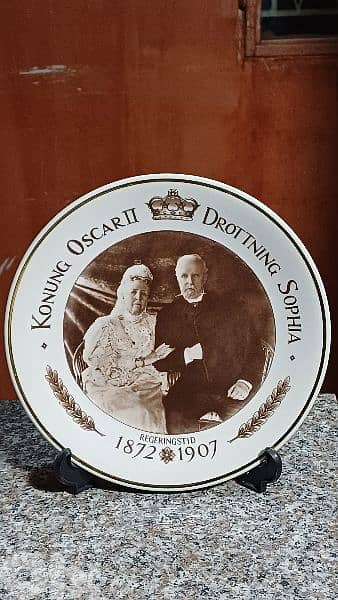 KONUNG OSCAR II DROTTNING SOPHIA
REGERINGSTID
1872 1907